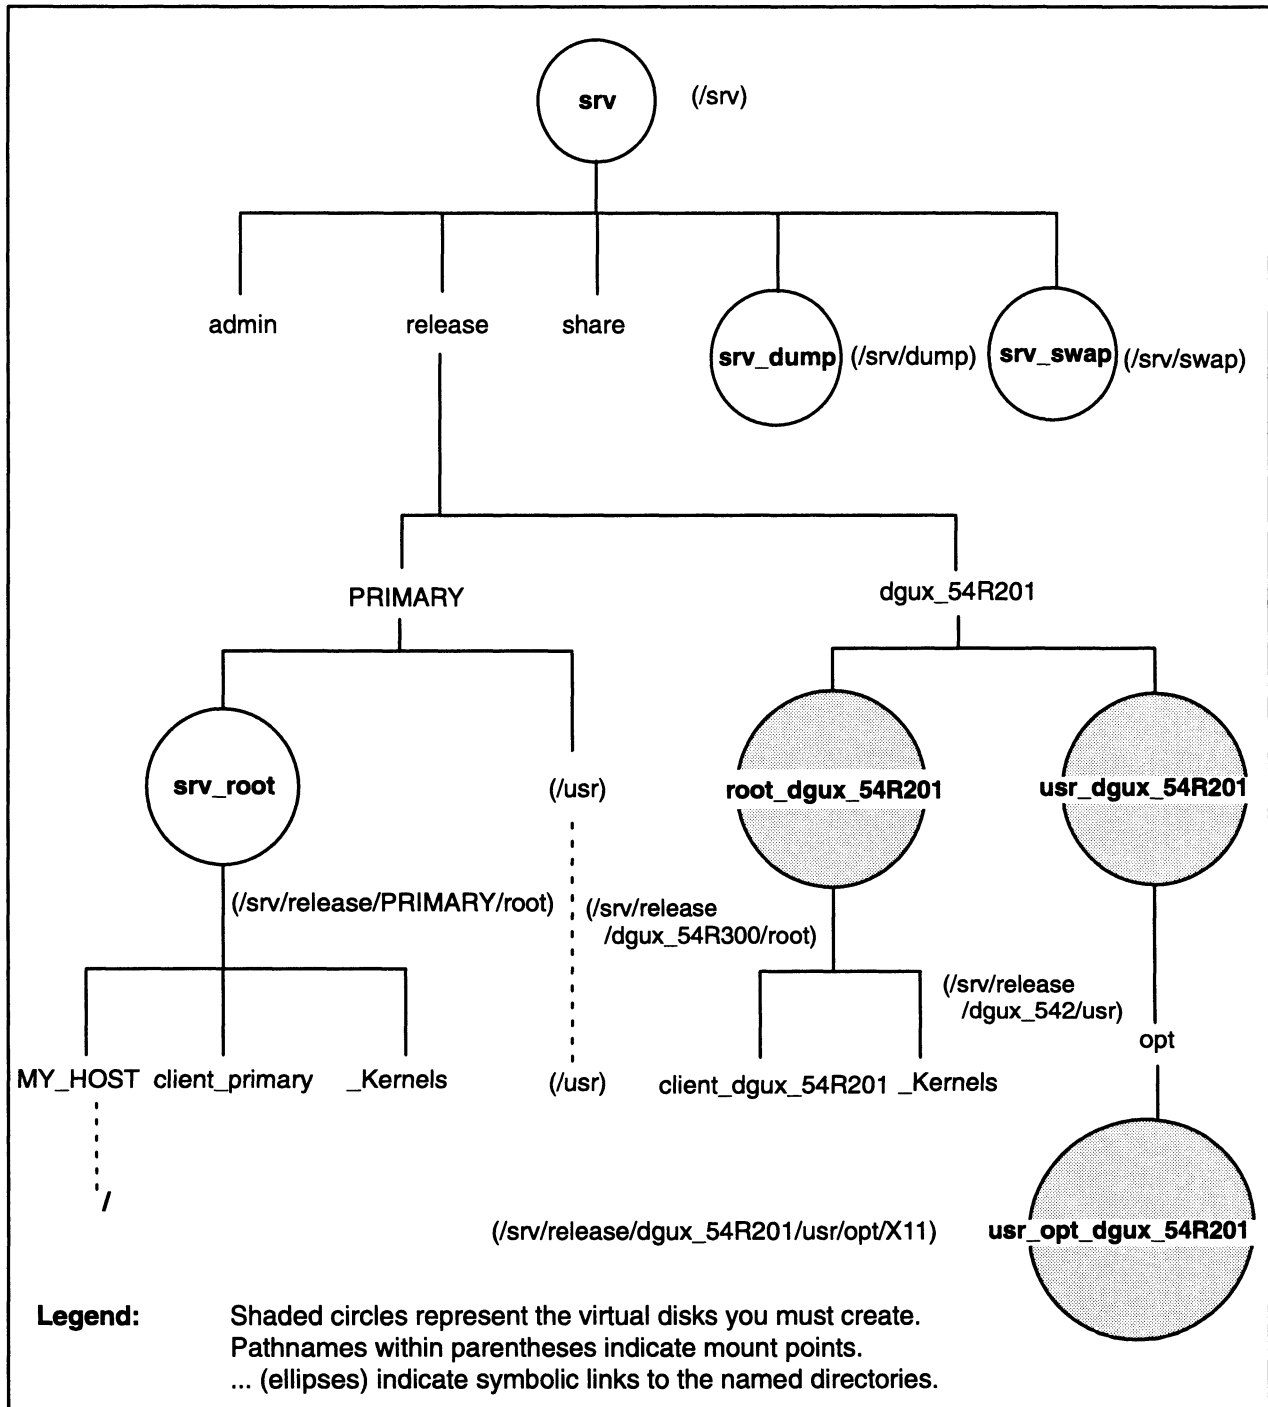 srv (/srv)
admin release share
srv_dump (/srv/dump) srv_swap (/srv/swap)
PRIMARY dgux_54R201
srv_root (/usr) root_dgux_54R201 usr_dgux_54R201
(/srv/release/PRIMARY/root) (/srv/release
/dgux_54R300/root)
(/srv/release
/dgux_542/usr)
opt
MY_HOST client_primary _Kernels (/usr) client_dgux_54R201 _Kernels
/
(/srv/release/dgux_54R201/usr/opt/X11) usr_opt_dgux_54R201
Legend: Shaded circles represent the virtual disks you must create.
Pathnames within parentheses indicate mount points.
... (ellipses) indicate symbolic links to the named directories.